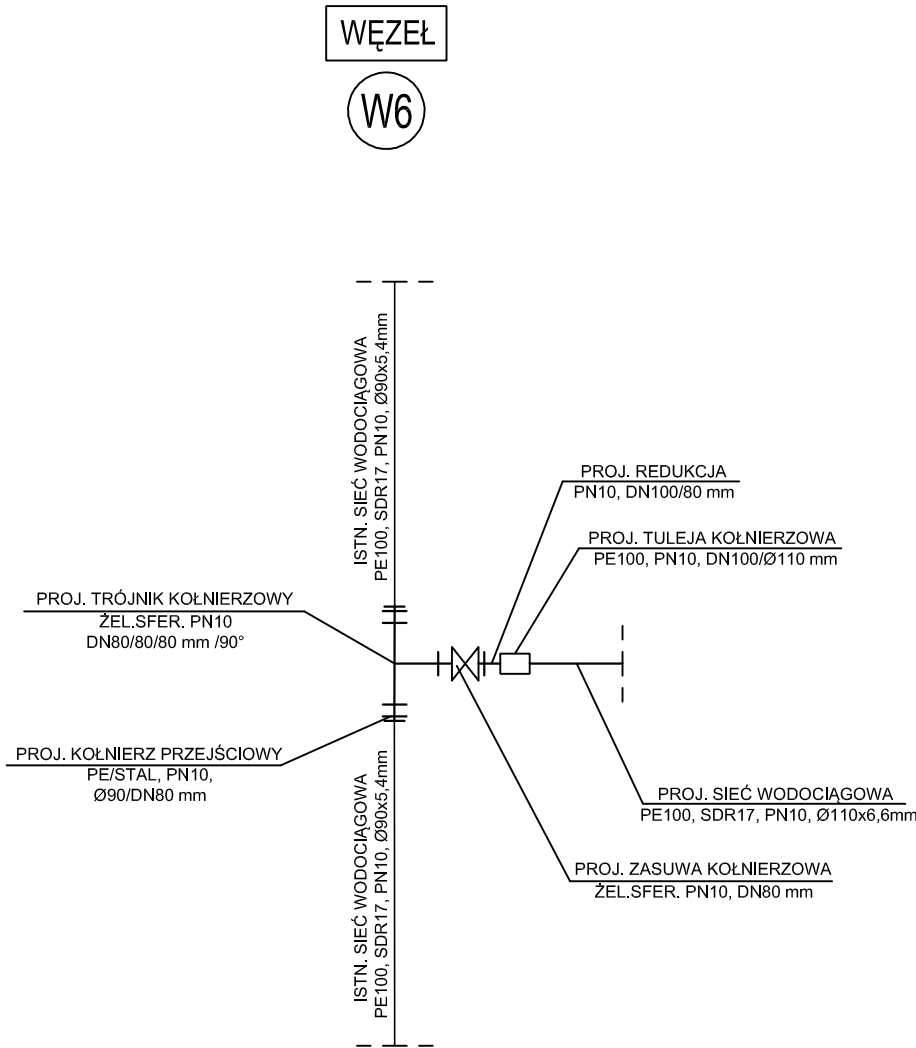 WĘZEŁ
W6
ISTN. SIEĆ WODOCIĄGOWA
PE100, SDR17, PN10, Ø90x5,4mm
PROJ. REDUKCJA
PN10, DN100/80 mm
PROJ. TULEJA KOŁNIERZOWA
PE100, PN10, DN100/Ø110 mm
PROJ. TRÓJNIK KOŁNIERZOWY
ŻEL.SFER. PN10
DN80/80/80 mm /90°
PROJ. KOŁNIERZ PRZEJŚCIOWY
PE/STAL, PN10,
Ø90/DN80 mm
ISTN. SIEĆ WODOCIĄGOWA
PE100, SDR17, PN10, Ø90x5,4mm
PROJ. SIEĆ WODOCIĄGOWA
PE100, SDR17, PN10, Ø110x6,6mm
PROJ. ZASUWA KOŁNIERZOWA
ŻEL.SFER. PN10, DN80 mm